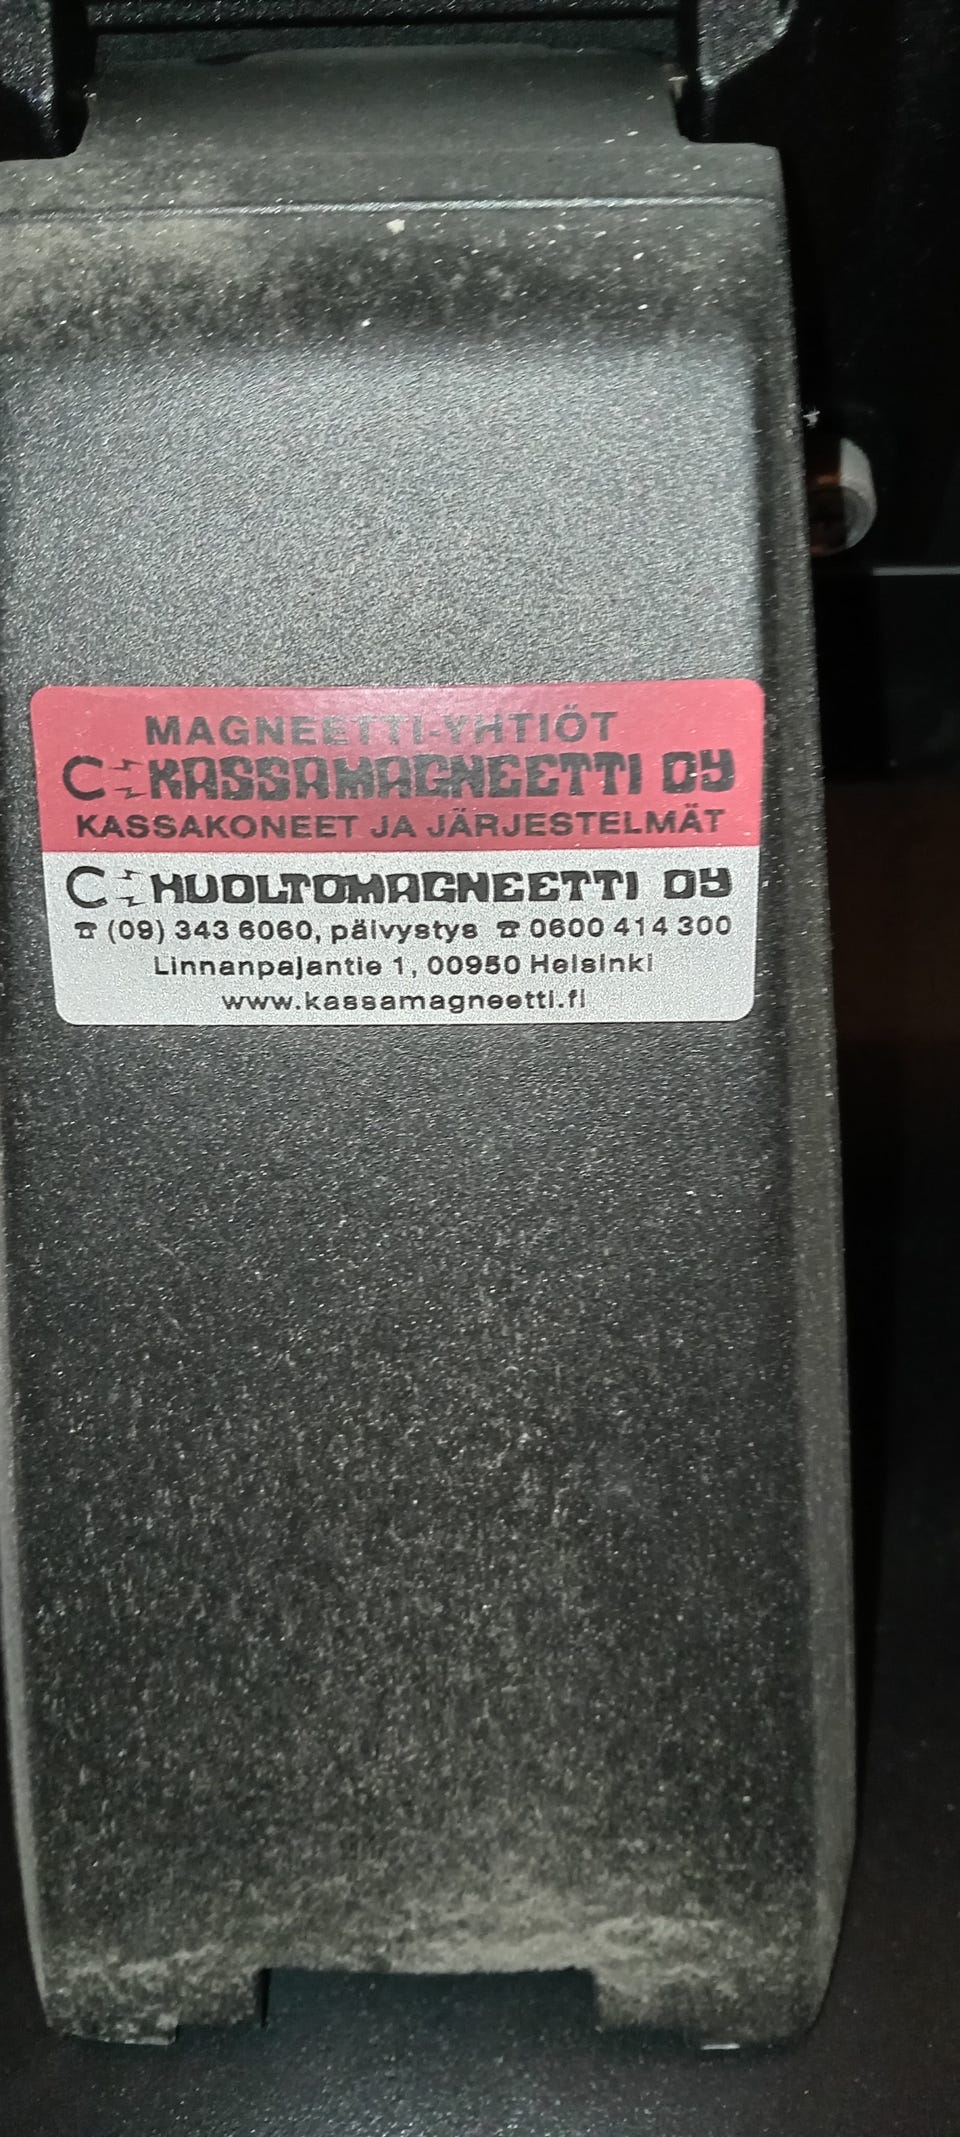 MAGNEETTI-YHTIÖT
KASSAMAGNEETTI OY
KASSAKONEET JA JÄRJESTELMÄT
HUOLTOMAGNEETTI OY
☎ (09) 343 6060, päivystys ☎ 0600 414 300
Linnanpajantie 1, 00950 Helsinki
www.kassamagneetti.fi